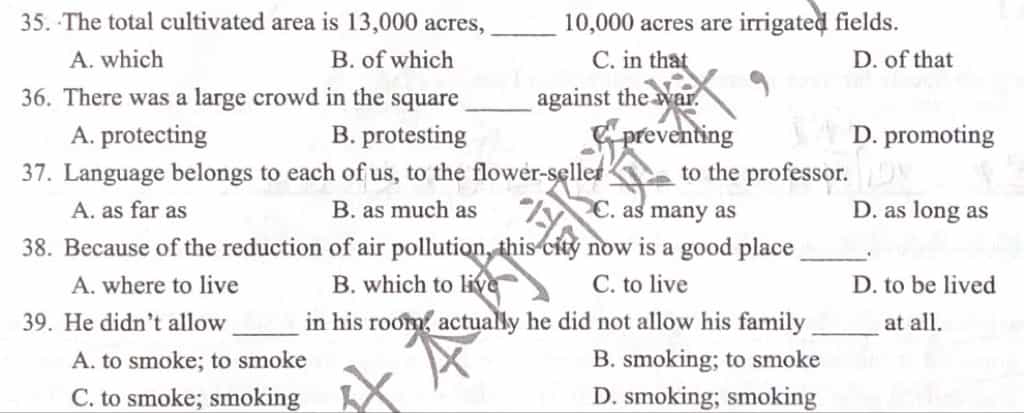 35. ·The total cultivated area is 13,000 acres, _____ 10,000 acres are irrigated fields.
A. which B. of which C. in that D. of that
36. There was a large crowd in the square _____ against the war.
A. protecting B. protesting C. preventing D. promoting
37. Language belongs to each of us, to the flower-seller _____ to the professor.
A. as far as B. as much as C. as many as D. as long as
38. Because of the reduction of air pollution, this city now is a good place _____.
A. where to live B. which to live C. to live D. to be lived
39. He didn't allow _____ in his room; actually he did not allow his family _____ at all.
A. to smoke; to smoke B. smoking; to smoke
C. to smoke; smoking D. smoking; smoking